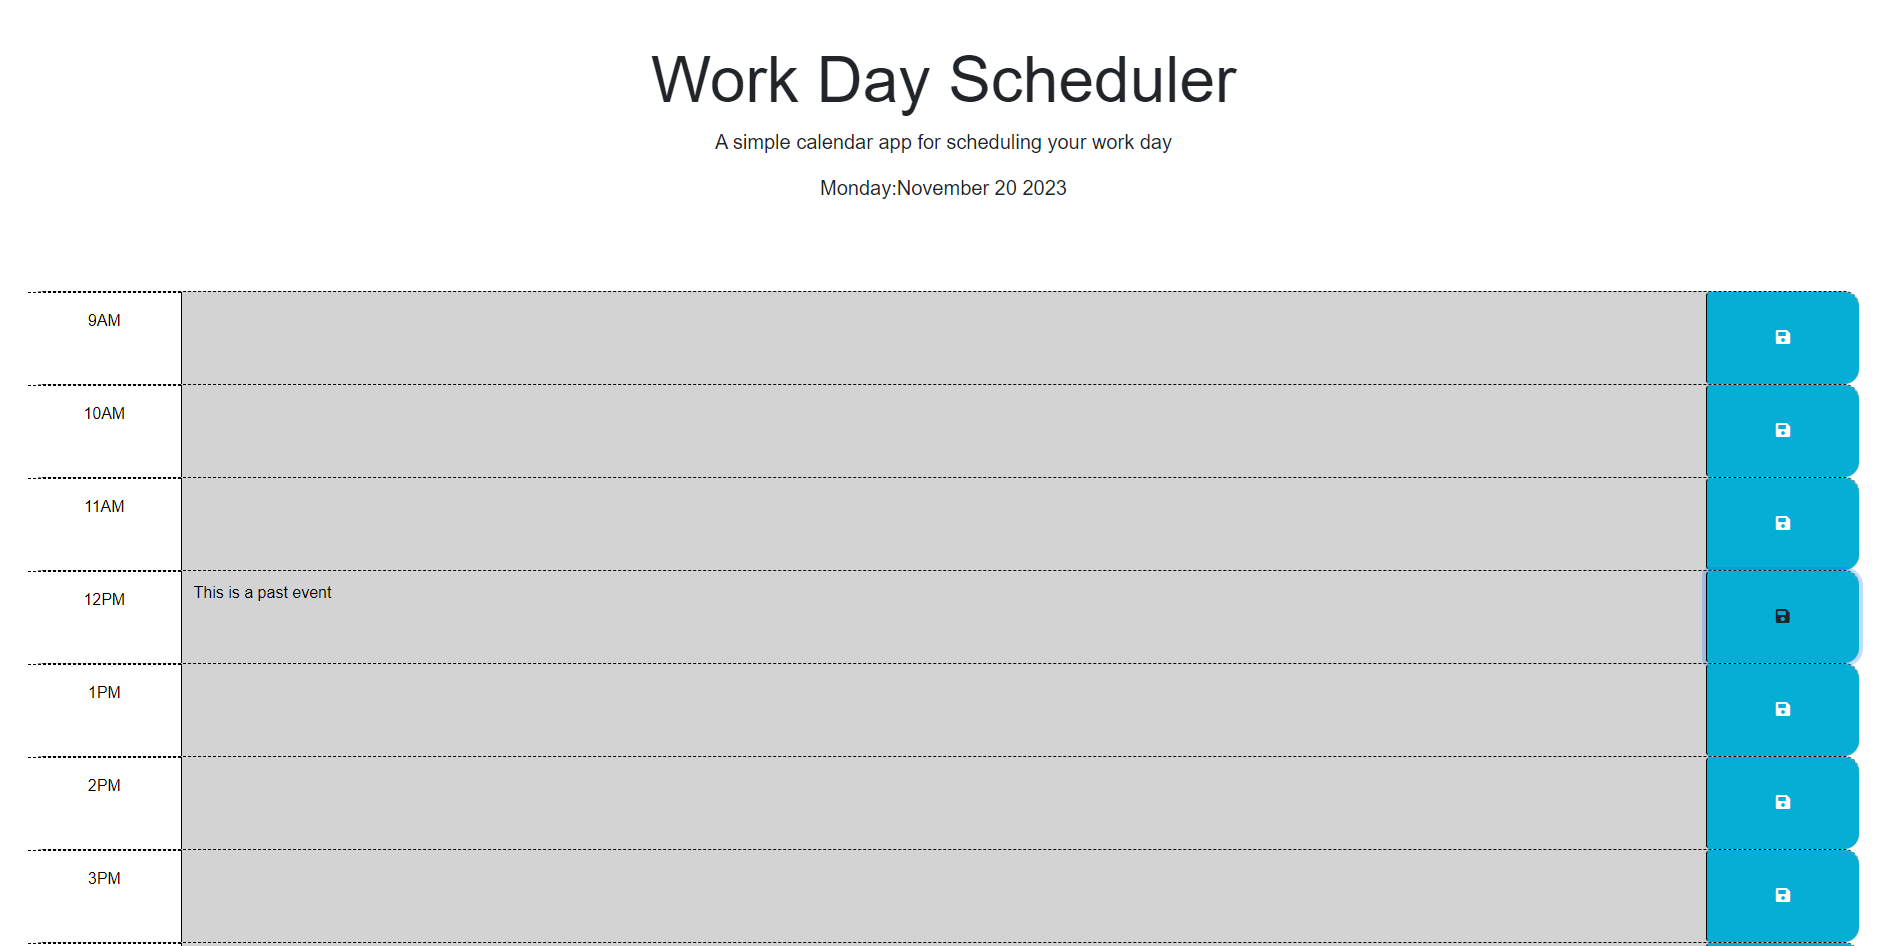 Work Day Scheduler
A simple calendar app for scheduling your work day
Monday:November 20 2023
9AM
10AM
11AM
12PM This is a past event
1PM
2PM
3PM